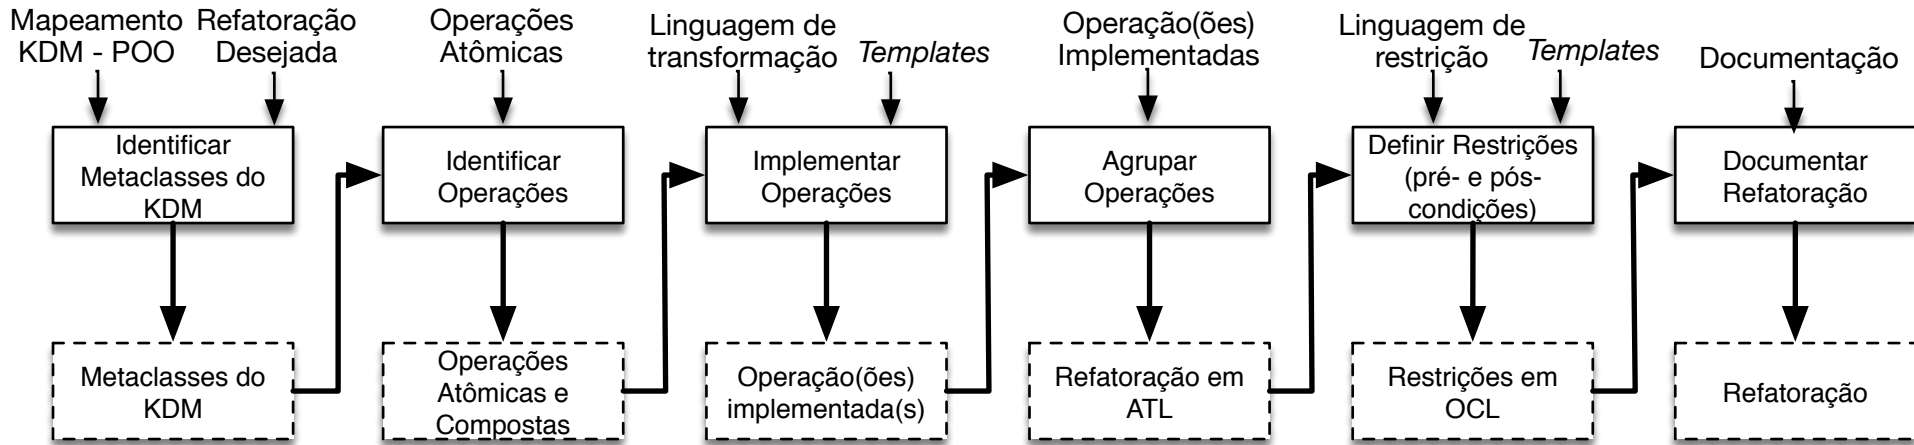 Mapeamento
KDM - POO
Refatoração
Desejada
Operações
Atômicas
Linguagem de
transformação
Templates
Operação(ões)
Implementadas
Linguagem de
restrição
Templates
Documentação
Identificar
Metaclasses do
KDM
Identificar
Operações
Implementar
Operações
Agrupar
Operações
Definir Restrições
(pré- e pós-
condições)
Documentar
Refatoração
Metaclasses do
KDM
Operações
Atômicas e
Compostas
Operação(ões)
implementada(s)
Refatoração em
ATL
Restrições em
OCL
Refatoração